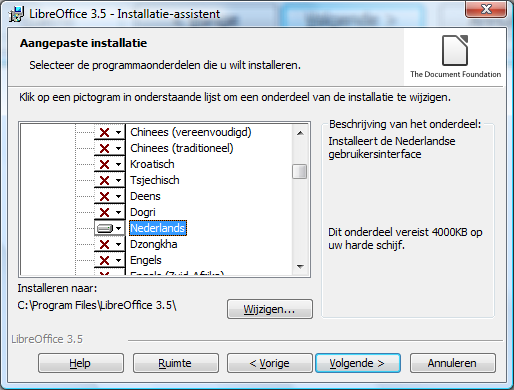 LibreOffice 3.5 - Installatie-assistent
Aangepaste installatie
Selecteer de programmaonderdelen die u wilt installeren.
The Document Foundation
Klik op een pictogram in onderstaande lijst om een onderdeel van de installatie te wijzigen.
Chinees (vereenvoudigd)
Chinees (traditioneel)
Kroatisch
Tsjechisch
Deens
Dogri
Nederlands
Dzongkha
Engels
Engels (Zuid-Afrika)
Beschrijving van het onderdeel:
Installeert de Nederlandse
gebruikersinterface
Dit onderdeel vereist 4000KB op
uw harde schijf.
Installeren naar:
C:\Program Files\LibreOffice 3.5\
Wijzigen...
LibreOffice 3.5
Help
Ruimte
< Vorige
Volgende >
Annuleren